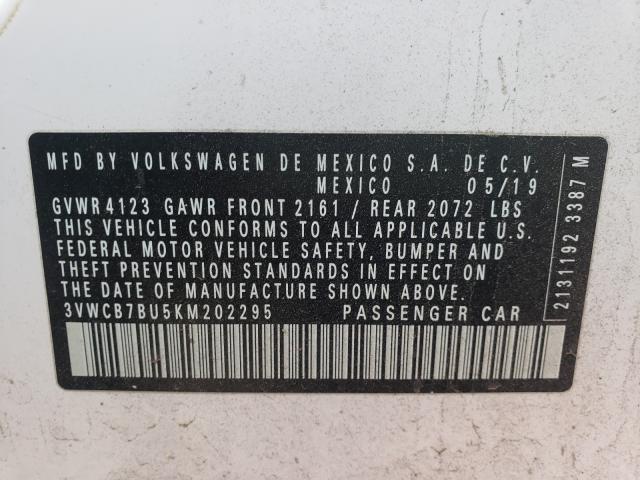 MFD BY VOLKSWAGEN DE MEXICO S.A. DE C.V.
MEXICO 05/19
GVWR 4123 GAWR FRONT 2161 / REAR 2072 LBS
THIS VEHICLE CONFORMS TO ALL APPLICABLE U.S.
FEDERAL MOTOR VEHICLE SAFETY, BUMPER AND
THEFT PREVENTION STANDARDS IN EFFECT ON
THE DATE OF MANUFACTURE SHOWN ABOVE.
3VWCB7BU5KM202295 PASSENGER CAR
2131192 3387 M